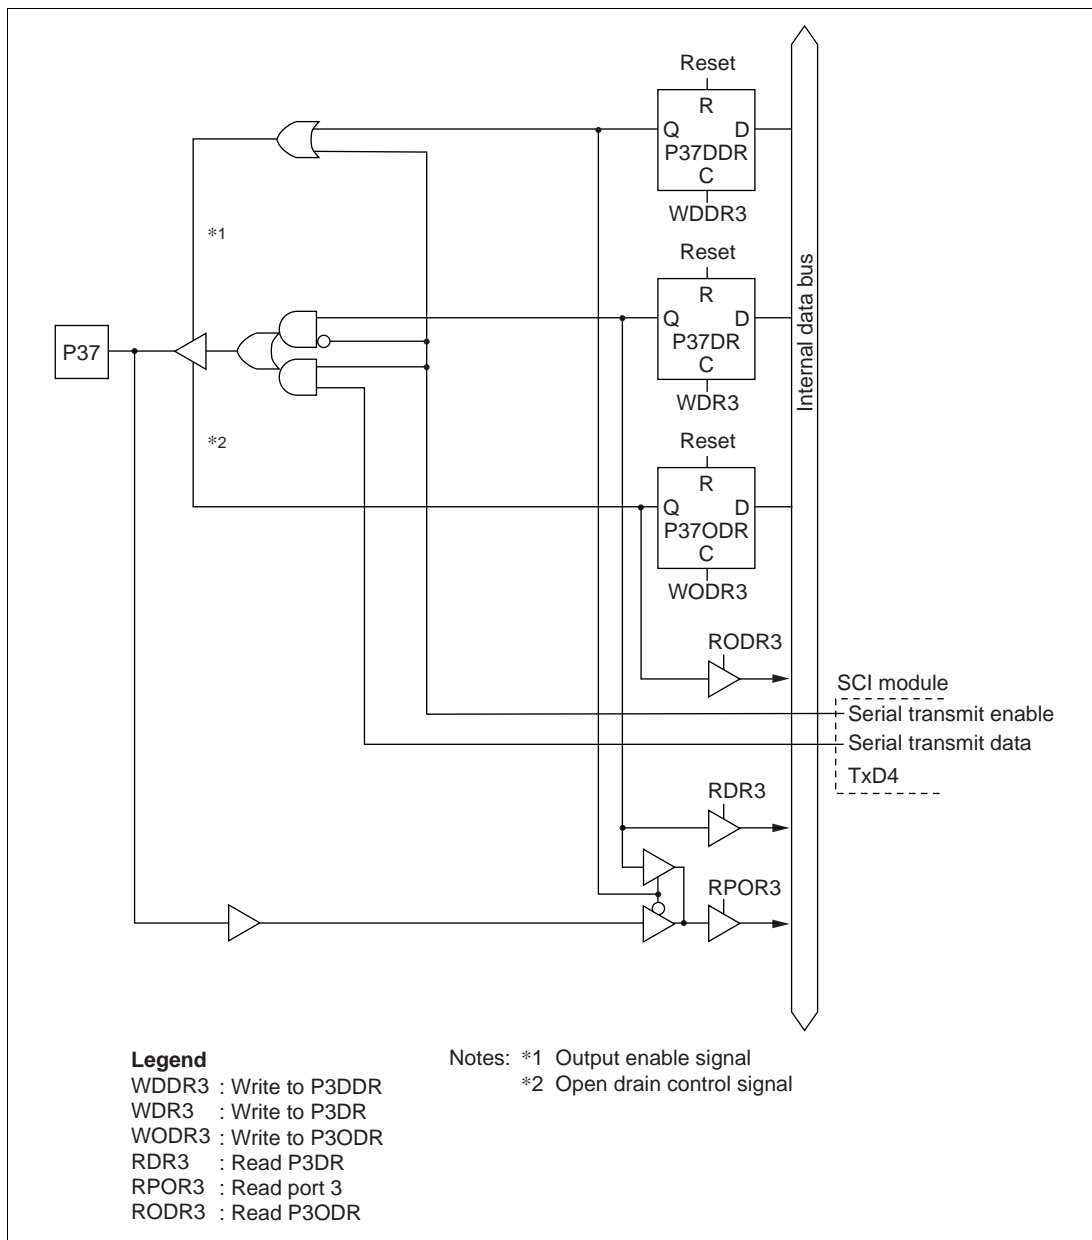 Reset
R
Q D
P37DDR
C
WDDR3
*1
Reset
R
Q D
P37DR
C
WDR3
Internal data bus
P37
*2
Reset
R
Q D
P37ODR
C
WODR3
RODR3
SCI module
Serial transmit enable
Serial transmit data
TxD4
RDR3
RPOR3
Legend
WDDR3 : Write to P3DDR
WDR3 : Write to P3DR
WODR3 : Write to P3ODR
RDR3 : Read P3DR
RPOR3 : Read port 3
RODR3 : Read P3ODR
Notes: *1 Output enable signal
*2 Open drain control signal